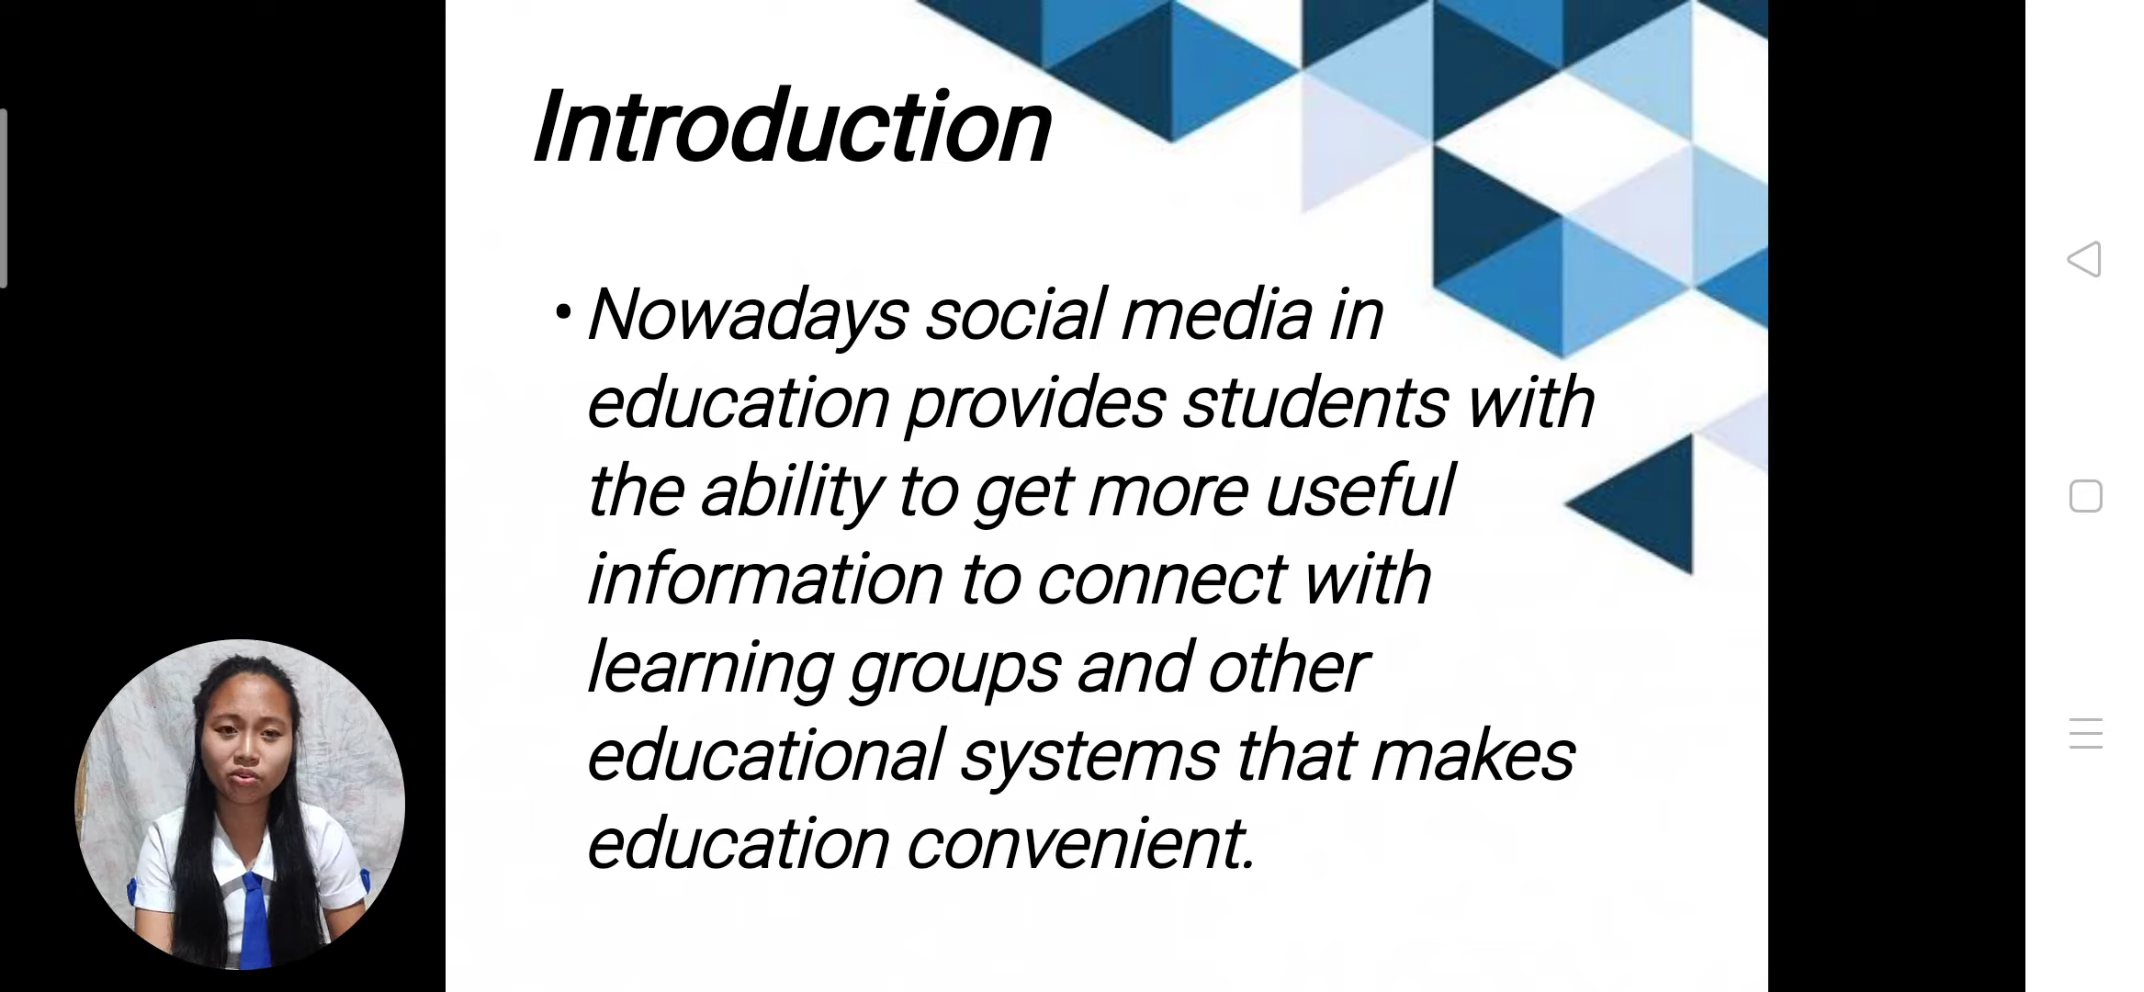 Introduction
• Nowadays social media in
education provides students with
the ability to get more useful
information to connect with
learning groups and other
educational systems that makes
education convenient.